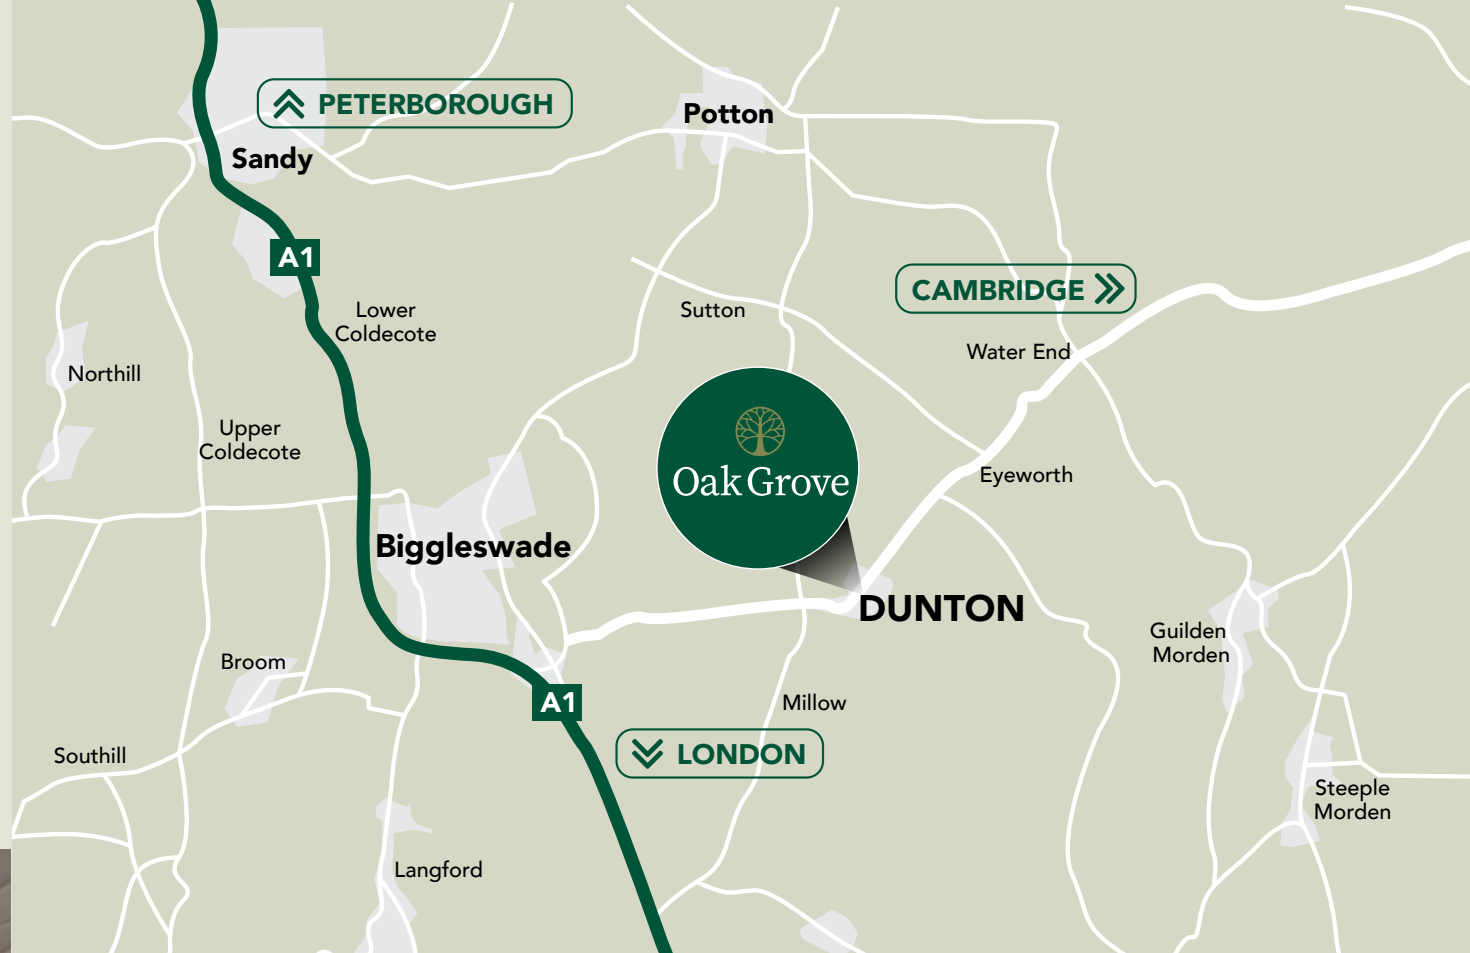 PETERBOROUGH
Potton
Sandy
A1
CAMBRIDGE
Lower
Coldecote
Sutton
Water End
Northill
Upper
Coldecote
Oak Grove
Eyeworth
Biggleswade
DUNTON
Guilden
Morden
Broom
A1
Millow
LONDON
Southill
Steeple
Morden
Langford